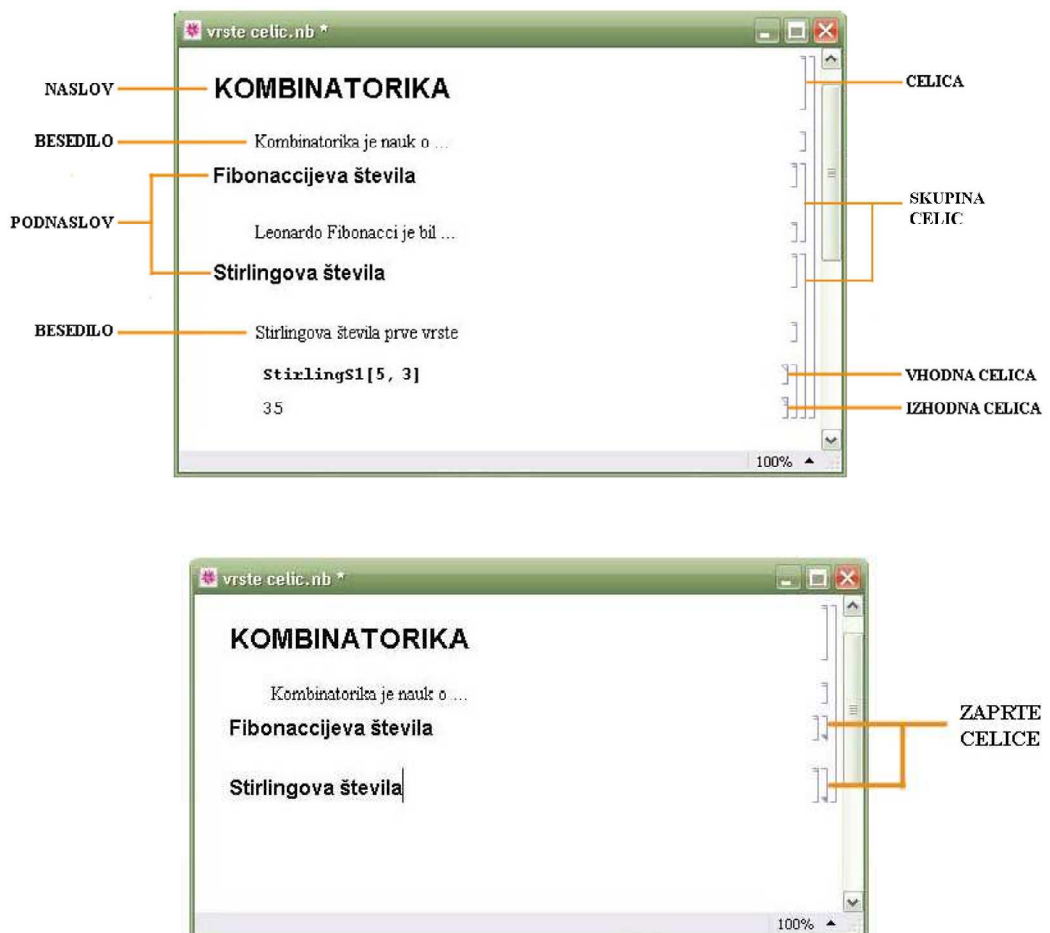 vrste celic.nb *
NASLOV
KOMBINATORIKA
CELICA
BESEDILO
Kombinatorika je nauk o ...
Fibonaccijeva števila
PODNASLOV
SKUPINA
CELIC
Leonardo Fibonacci je bil ...
Stirlingova števila
BESEDILO
Stirlingova števila prve vrste
StirlingS1[5, 3]
VHODNA CELICA
35
IZHODNA CELICA
100%
vrste celic.nb *
KOMBINATORIKA
Kombinatorika je nauk o ...
Fibonaccijeva števila
ZAPRTE
CELICE
Stirlingova števila
100%